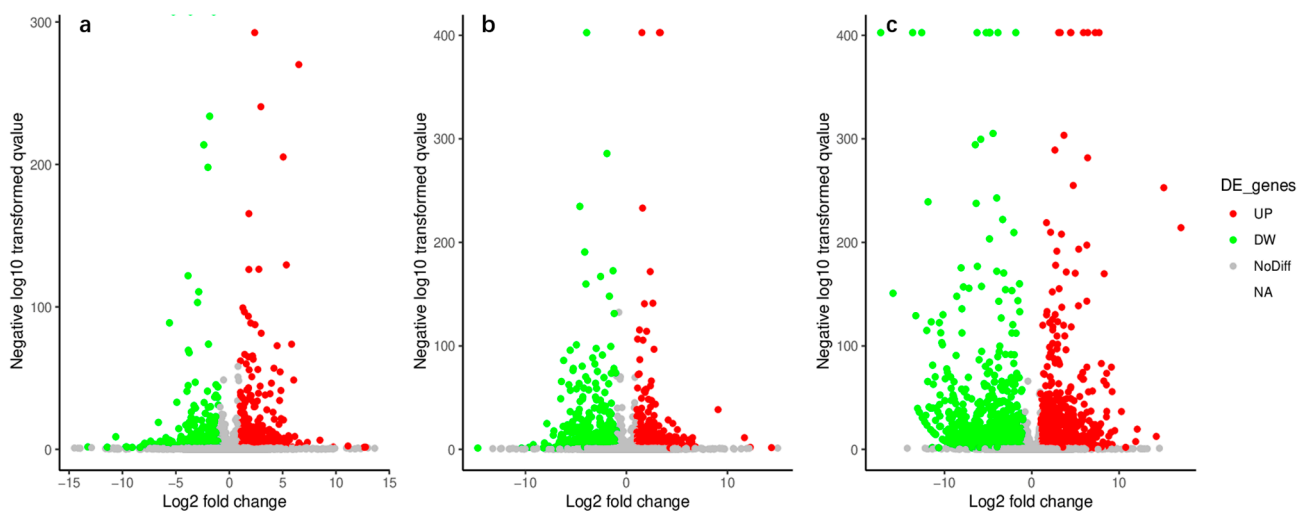 a
300
200
100
0
−15
−10
−5
0
5
10
15
Log2 fold change
Negative log10 transformed qvalue
b
400
300
200
100
0
−10
0
10
Log2 fold change
Negative log10 transformed qvalue
c
400
300
200
100
0
−10
0
10
Log2 fold change
Negative log10 transformed qvalue
DE_genes
UP
DW
NoDiff
NA